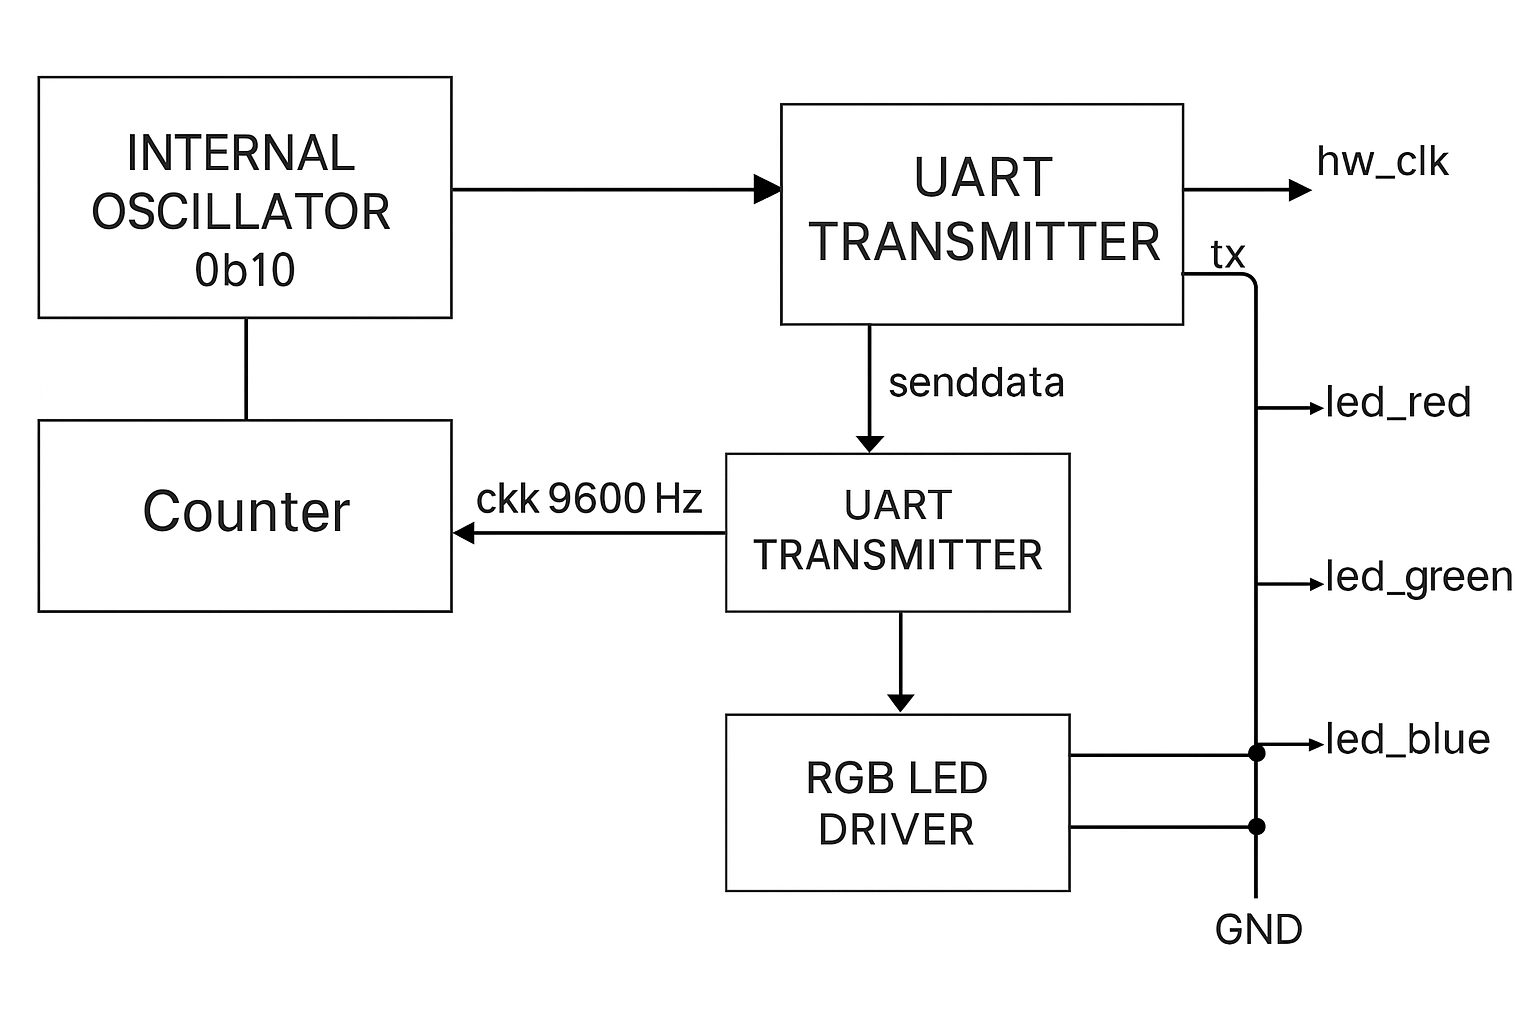 INTERNAL
OSCILLATOR
0b10
UART
TRANSMITTER
hw_clk
tx
senddata
led_red
Counter
ckk 9600 Hz
UART
TRANSMITTER
led_green
RGB LED
DRIVER
led_blue
GND